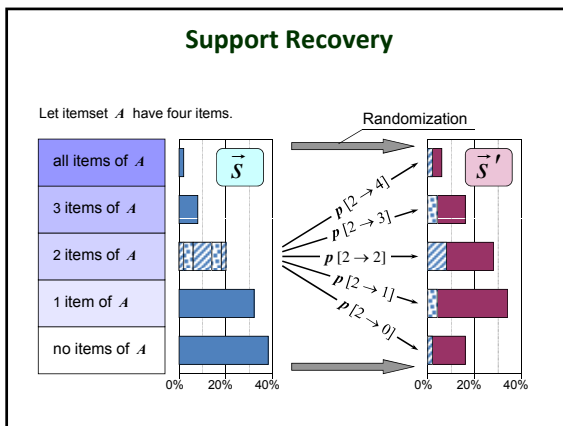 Support Recovery
Let itemset A have four items.
Randomization
all items of A
3 items of A
2 items of A
1 item of A
no items of A
s
s'
p [2 → 4]
p [2 → 3]
p [2 → 2]
p [2 → 1]
p [2 → 0]
0% 20% 40%
0% 20% 40%